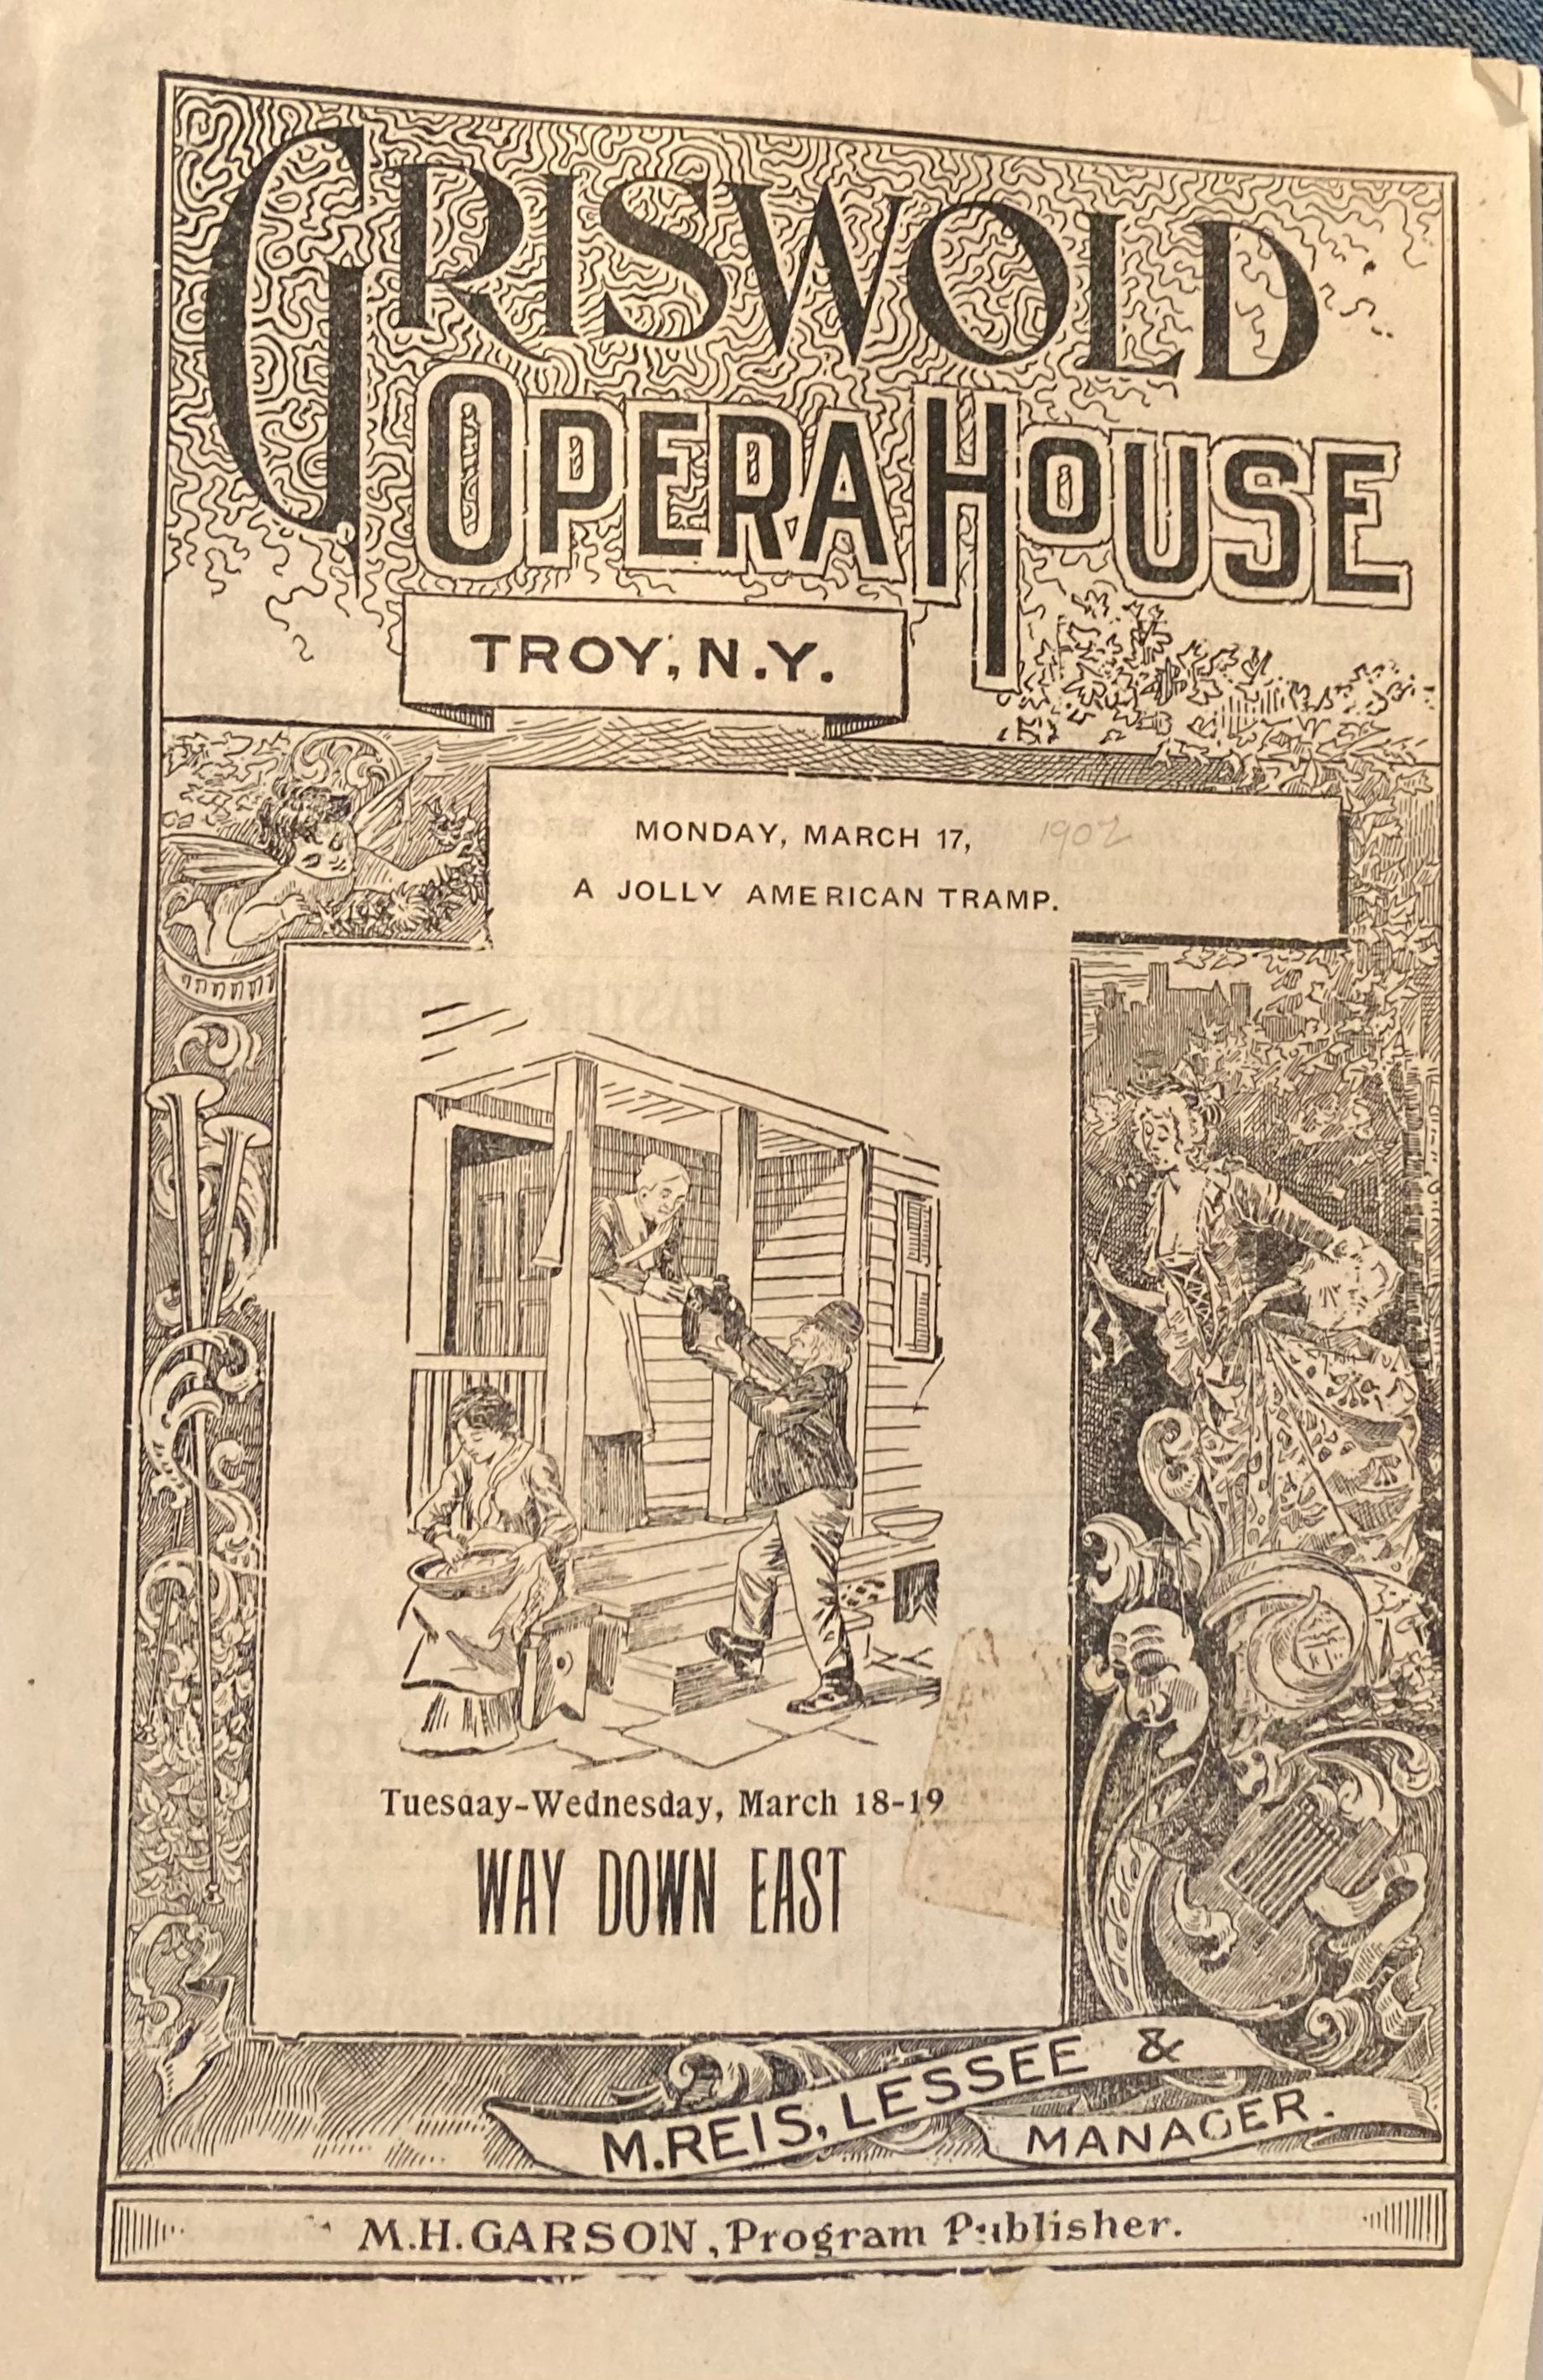 GRISWOLD
OPERA HOUSE
TROY, N.Y.
MONDAY, MARCH 17, 1902
A JOLLY AMERICAN TRAMP.
Tuesday-Wednesday, March 18-19
WAY DOWN EAST
M. REIS, LESSEE &
MANAGER.
M.H. GARSON, Program Publisher.